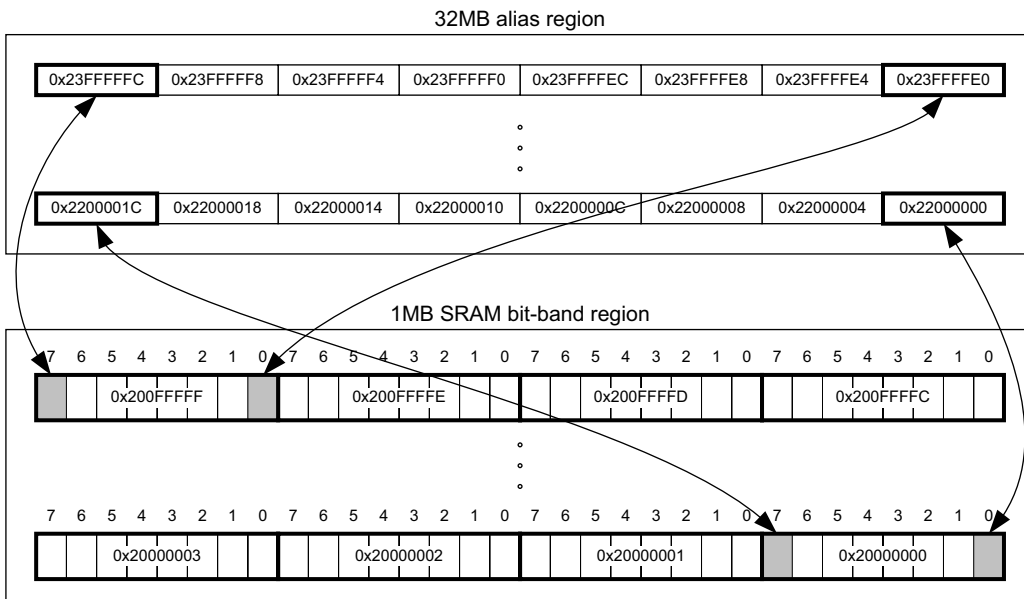 32MB alias region
0x23FFFFFC 0x23FFFFF8 0x23FFFFF4 0x23FFFFF0 0x23FFFFEC 0x23FFFFE8 0x23FFFFE4 0x23FFFFE0
0x2200001C 0x22000018 0x22000014 0x22000010 0x2200000C 0x22000008 0x22000004 0x22000000
1MB SRAM bit-band region
7 6 5 4 3 2 1 0 7 6 5 4 3 2 1 0 7 6 5 4 3 2 1 0 7 6 5 4 3 2 1 0
0x200FFFFF 0x200FFFFE 0x200FFFFD 0x200FFFFC
7 6 5 4 3 2 1 0 7 6 5 4 3 2 1 0 7 6 5 4 3 2 1 0 7 6 5 4 3 2 1 0
0x20000003 0x20000002 0x20000001 0x20000000